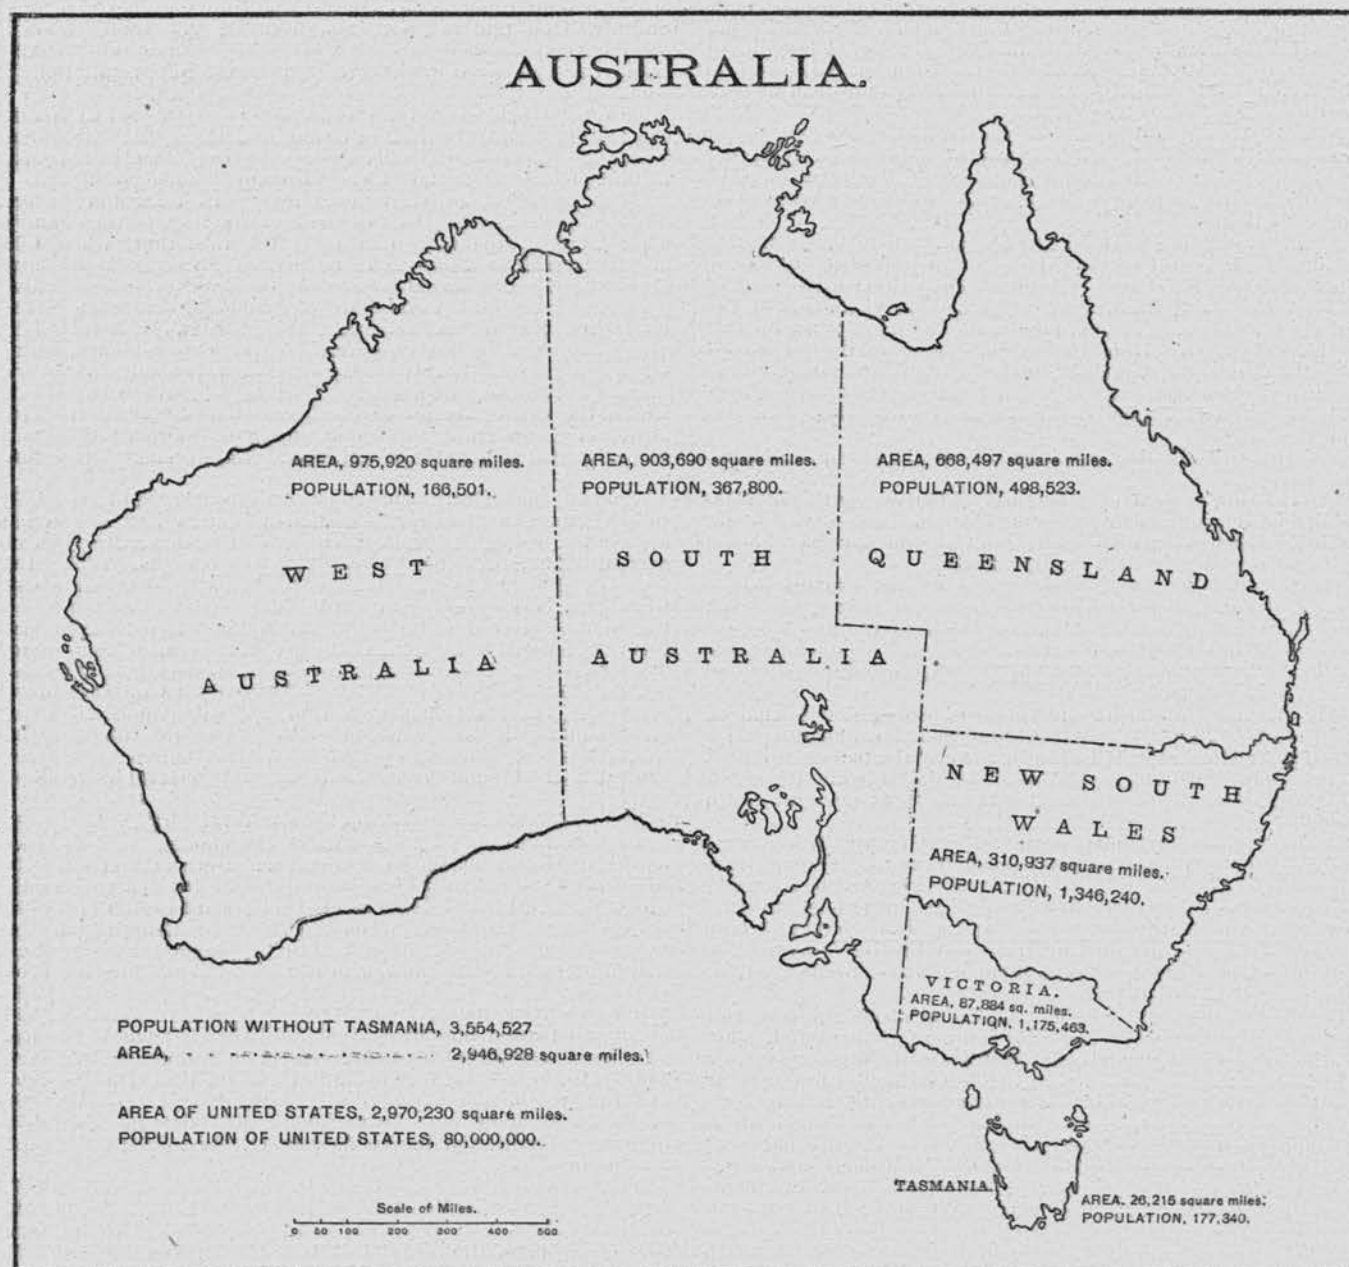 AUSTRALIA.
AREA, 975,920 square miles.
POPULATION, 166,501.
AREA, 903,690 square miles.
POPULATION, 367,800.
AREA, 668,497 square miles.
POPULATION, 498,523.
WEST
AUSTRALIA
SOUTH
AUSTRALIA
QUEENSLAND
NEW SOUTH
WALES
AREA, 310,937 square miles.
POPULATION, 1,346,240.
VICTORIA.
AREA, 87,884 sq. miles.
POPULATION, 1,175,463.
POPULATION WITHOUT TASMANIA, 3,554,527
AREA, 2,946,928 square miles.
AREA OF UNITED STATES, 2,970,230 square miles.
POPULATION OF UNITED STATES, 80,000,000.
TASMANIA.
AREA. 26,215 square miles.
POPULATION, 177,340.
Scale of Miles.
0 50 100 200 300 400 500